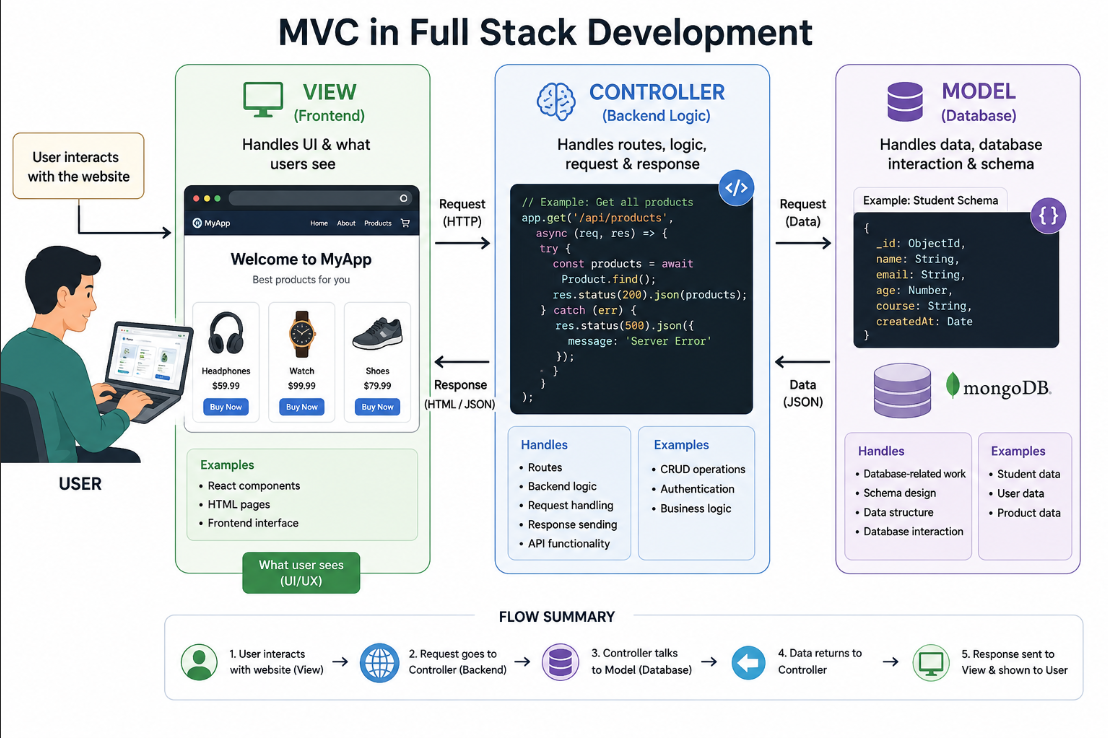 MVC in Full Stack Development
User interacts
with the website
USER
VIEW
(Frontend)
Handles UI & what
users see
MyApp
Home About Products
Welcome to MyApp
Best products for you
Headphones
$59.99
Buy Now
Watch
$99.99
Buy Now
Shoes
$79.99
Buy Now
Examples
• React components
• HTML pages
• Frontend interface
What user sees
(UI/UX)
Request
(HTTP)
Response
(HTML / JSON)
CONTROLLER
(Backend Logic)
Handles routes, logic,
request & response
</>
// Example: Get all products
app.get('/api/products',
async (req, res) => {
try {
const products = await
Product.find();
res.status(200).json(products);
} catch (err) {
res.status(500).json({
message: 'Server Error'
});
}
}
);
Handles
• Routes
• Backend logic
• Request handling
• Response sending
• API functionality
Examples
• CRUD operations
• Authentication
• Business logic
Request
(Data)
Data
(JSON)
MODEL
(Database)
Handles data, database
interaction & schema
Example: Student Schema
{ }
{
_id: ObjectId,
name: String,
email: String,
age: Number,
course: String,
createdAt: Date
}
mongoDB
Handles
• Database-related work
• Schema design
• Data structure
• Database interaction
Examples
• Student data
• User data
• Product data
FLOW SUMMARY
1. User interacts
with website (View)
2. Request goes to
Controller (Backend)
3. Controller talks
to Model (Database)
4. Data returns to
Controller
5. Response sent to
View & shown to User